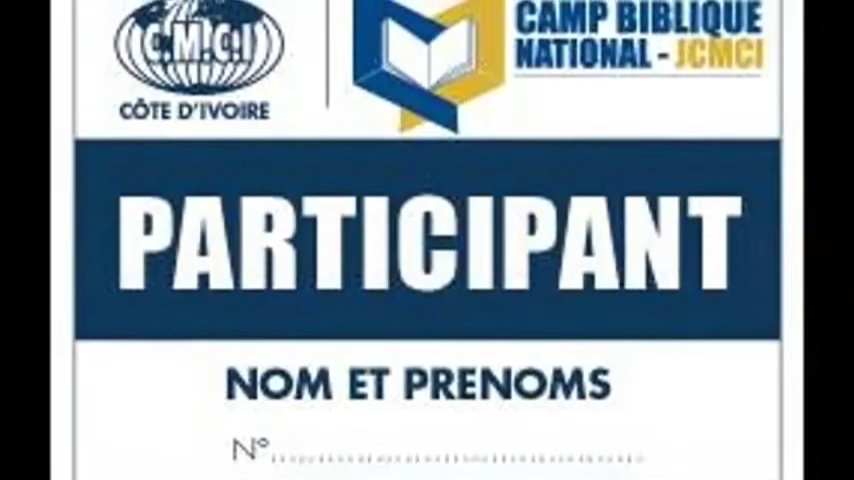 C.M.C.I
CÔTE D'IVOIRE
CAMP BIBLIQUE
NATIONAL - JCMCI
PARTICIPANT
NOM ET PRENOMS
N°